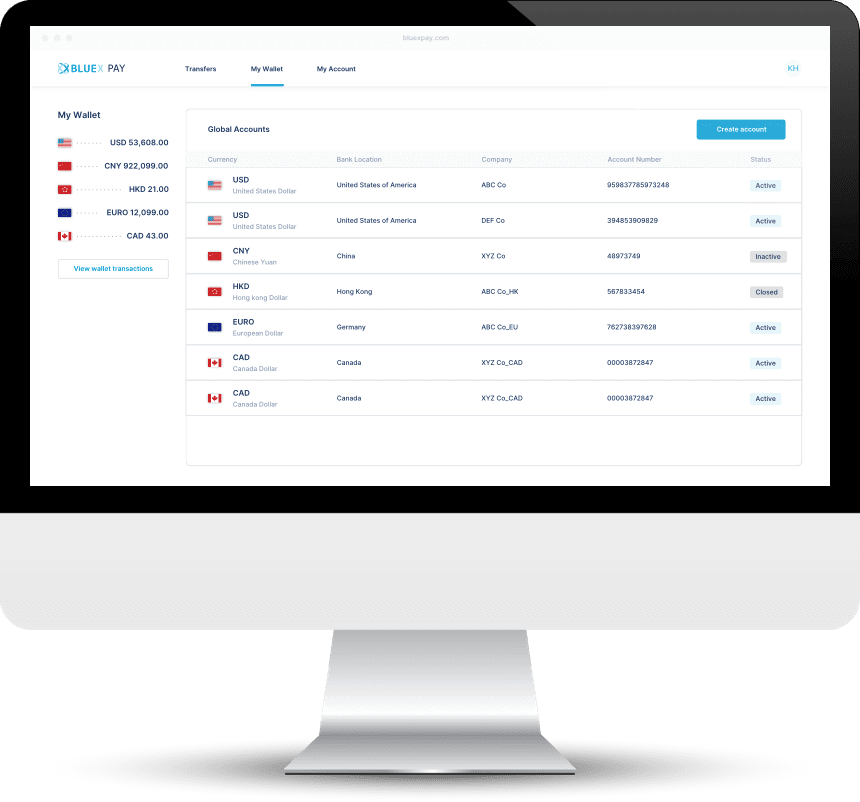 bluexpay.com
BLUEX PAY
Transfers
My Wallet
My Account
KH
My Wallet
USD 53,608.00
CNY 922,099.00
HKD 21.00
EURO 12,099.00
CAD 43.00
View wallet transactions
Global Accounts
Create account
Currency Bank Location Company Account Number Status
USD
United States Dollar
United States of America ABC Co 959837785973248 Active
USD
United States Dollar
United States of America DEF Co 394853909829 Active
CNY
Chinese Yuan
China XYZ Co 48973749 Inactive
HKD
Hong kong Dollar
Hong Kong ABC Co_HK 567833454 Closed
EURO
European Dollar
Germany ABC Co_EU 762738397628 Active
CAD
Canada Dollar
Canada XYZ Co_CAD 00003872847 Active
CAD
Canada Dollar
Canada XYZ Co_CAD 00003872847 Active